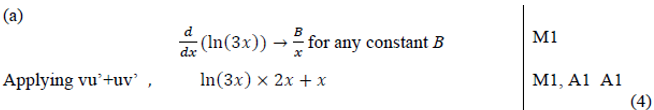 (a)
d/dx (ln(3x)) → B/x for any constant B M1
Applying vu'+uv' , ln(3x) × 2x + x M1, A1 A1
(4)